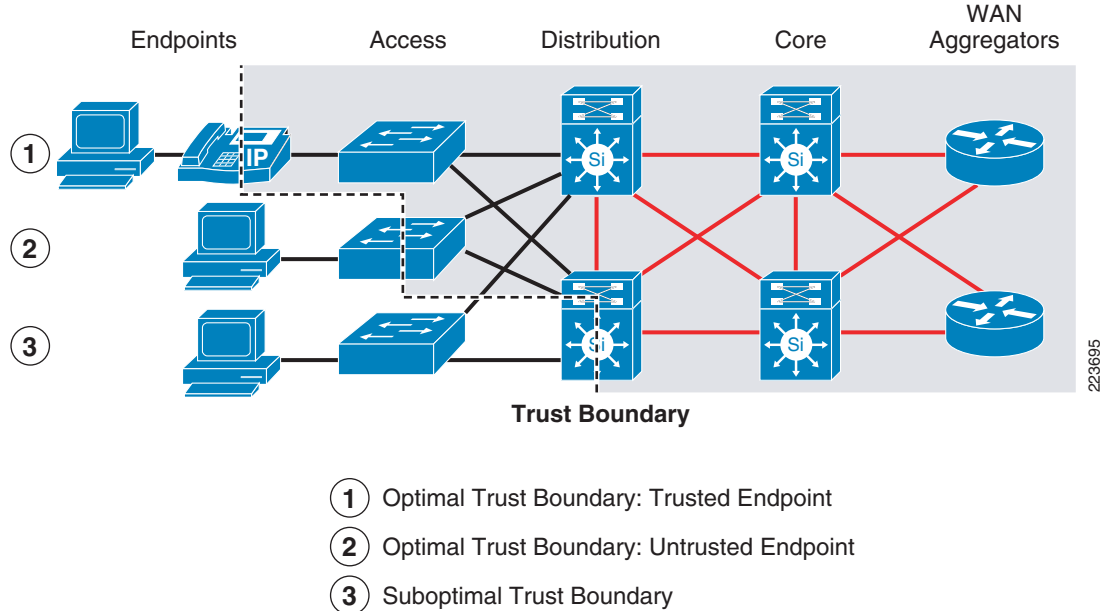 WAN
Endpoints Access Distribution Core Aggregators
1
IP
Si
Si
2
3
Si
Si
223695
Trust Boundary
1 Optimal Trust Boundary: Trusted Endpoint
2 Optimal Trust Boundary: Untrusted Endpoint
3 Suboptimal Trust Boundary